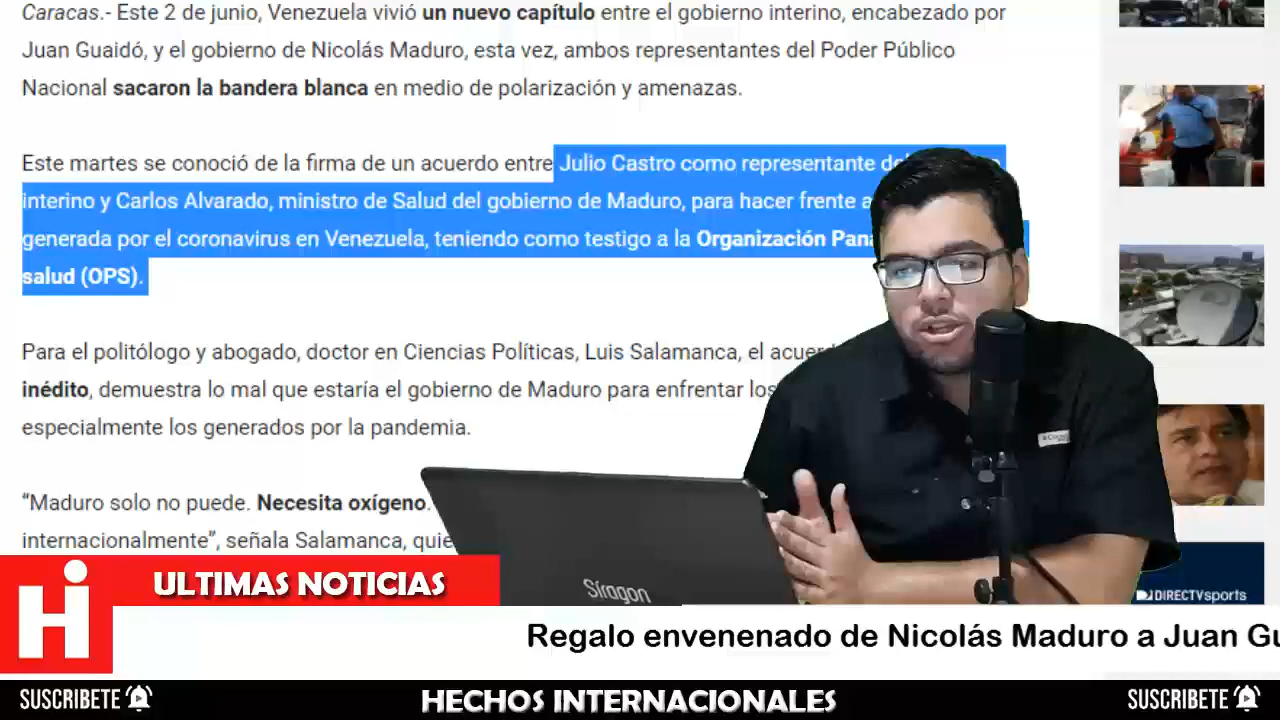 Caracas.- Este 2 de junio, Venezuela vivió un nuevo capítulo entre el gobierno interino, encabezado por
Juan Guaidó, y el gobierno de Nicolás Maduro, esta vez, ambos representantes del Poder Público
Nacional sacaron la bandera blanca en medio de polarización y amenazas.
Este martes se conoció de la firma de un acuerdo entre Julio Castro como representante
interino y Carlos Alvarado, ministro de Salud del gobierno de Maduro, para hacer frente a
generada por el coronavirus en Venezuela, teniendo como testigo a la Organización
salud (OPS).
Para el politólogo y abogado, doctor en Ciencias Políticas, Luis Salamanca, el
inédito, demuestra lo mal que estaría el gobierno de Maduro para enfrentar los
especialmente los generados por la pandemia.
“Maduro solo no puede. Necesita oxígeno.
internacionalmente”, señala Salamanca,
Síragon
DIRECTVsports
Hi ULTIMAS NOTICIAS
Regalo envenenado de Nicolás Maduro a Juan
SUSCRIBETE HECHOS INTERNACIONALES SUSCRIBETE